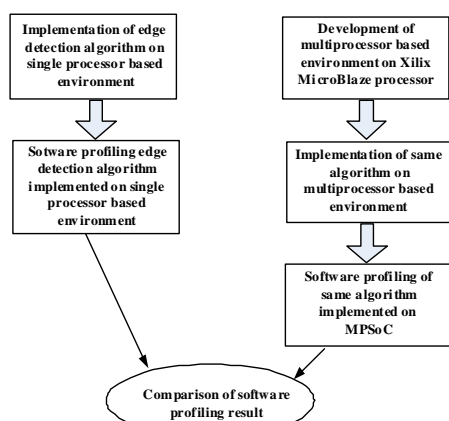 Implementation of edge
detection algorithm on
single processor based
environment
Sotware profiling edge
detection algorithm
implemented on single
processor based
environment
Development of
multiprocessor based
environment on Xilix
MicroBlaze processor
Implementation of same
algorithm on
multiprocessor based
environment
Software profiling of
same algorithm
implemented on
MPSoC
Comparison of software
profiling result